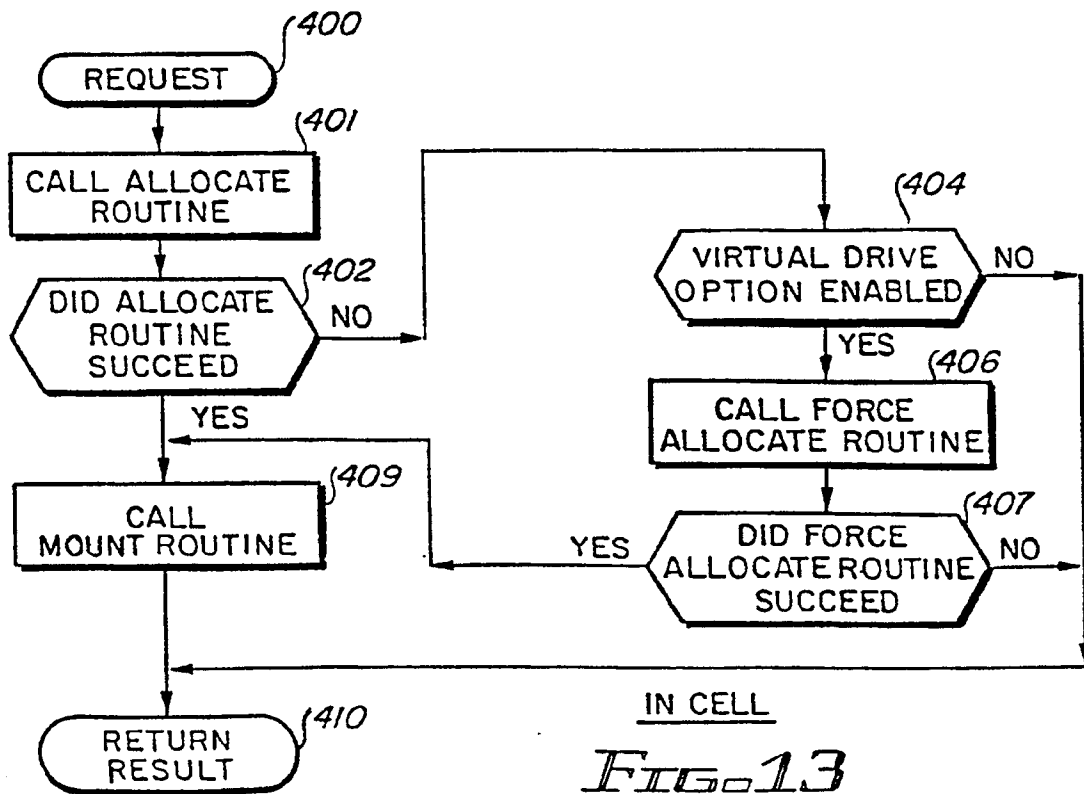 400
REQUEST
401
CALL ALLOCATE
ROUTINE
402
DID ALLOCATE
ROUTINE
SUCCEED
NO
YES
404
VIRTUAL DRIVE
OPTION ENABLED
NO
YES
406
CALL FORCE
ALLOCATE ROUTINE
407
DID FORCE
ALLOCATE ROUTINE
SUCCEED
YES
NO
409
CALL
MOUNT ROUTINE
410
RETURN
RESULT
IN CELL
FIG. 13